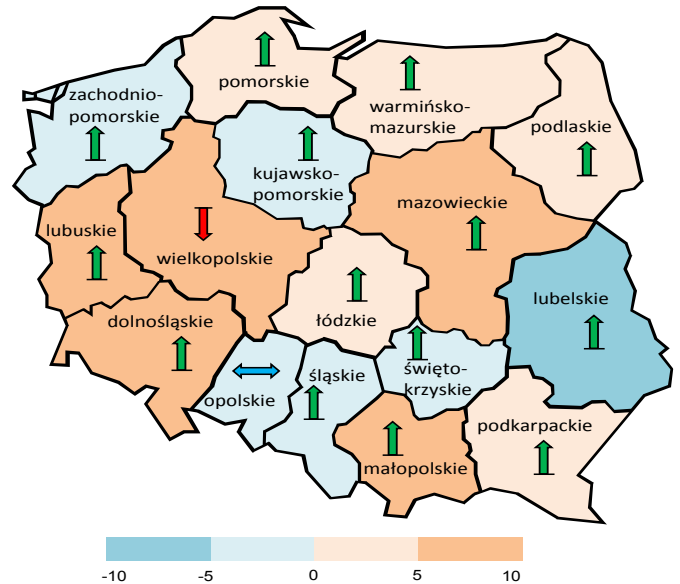 pomorskie
zachodnio-
pomorskie
warmińsko-
mazurskie
podlaskie
kujawsko-
pomorskie
mazowieckie
lubuskie
wielkopolskie
lubelskie
dolnośląskie
łódzkie
opolskie
śląskie
święto-
krzyskie
podkarpackie
małopolskie
-10 -5 0 5 10